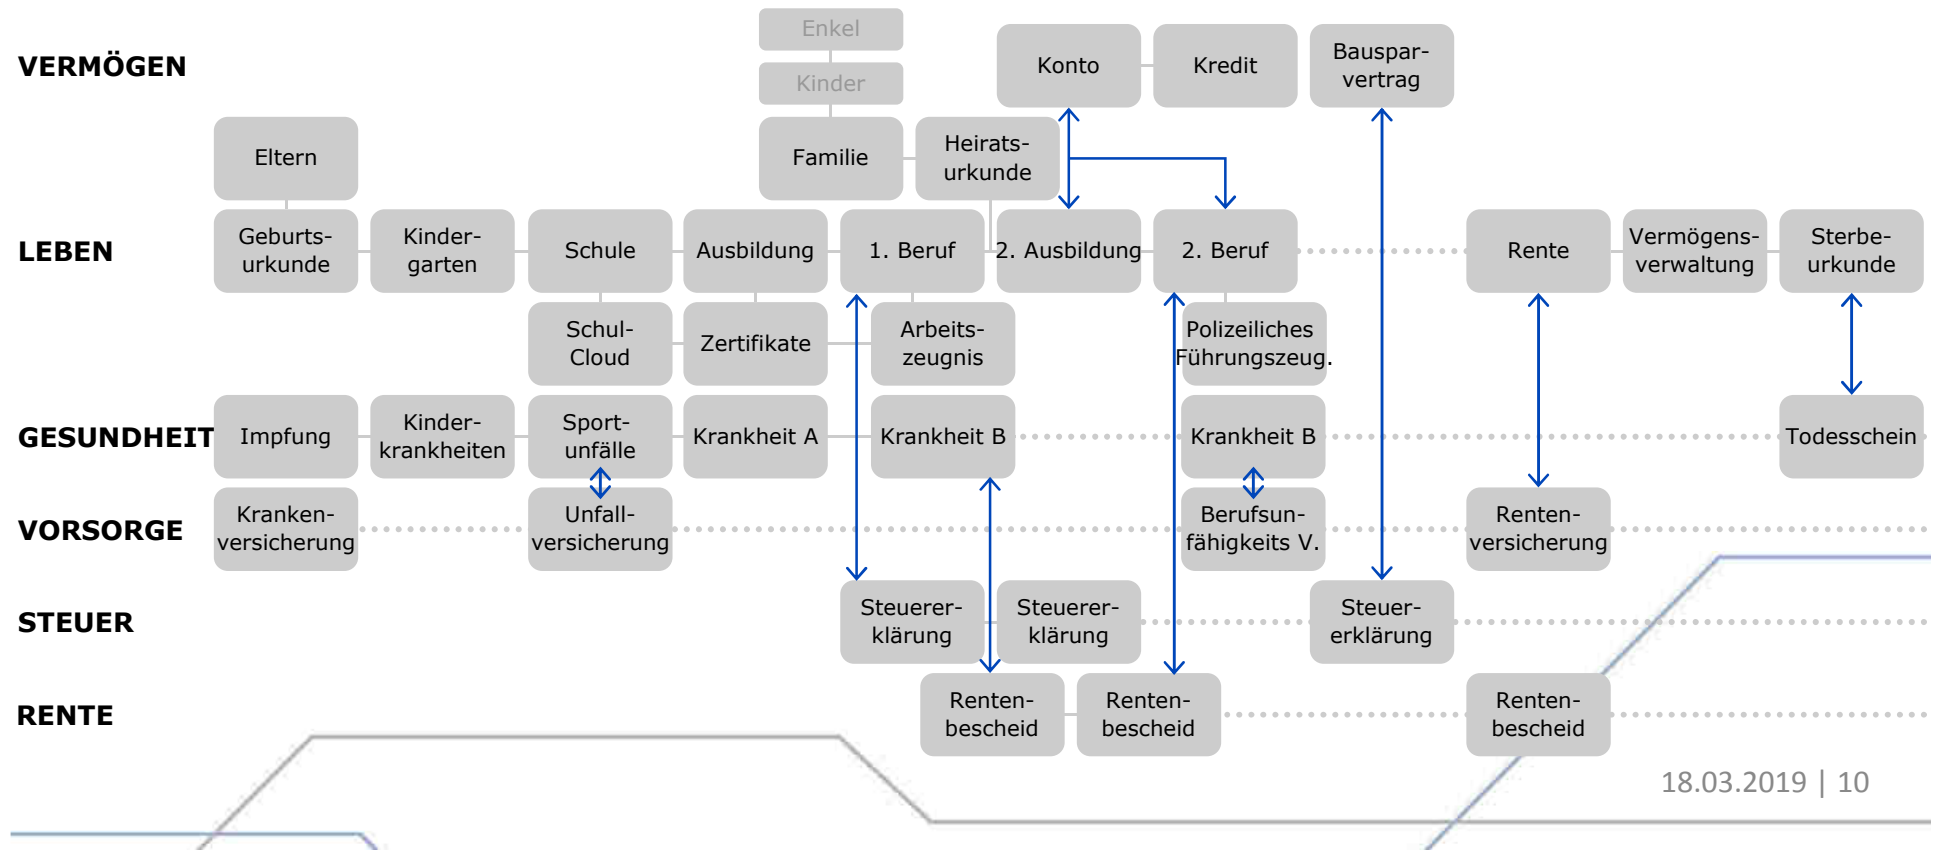 Enkel
Kinder
VERMÖGEN
Konto
Kredit
Bauspar-
vertrag
Eltern
Familie
Heirats-
urkunde
LEBEN
Geburts-
urkunde
Kinder-
garten
Schule
Ausbildung
1. Beruf
2. Ausbildung
2. Beruf
Rente
Vermögens-
verwaltung
Sterbe-
urkunde
Schul-
Cloud
Zertifikate
Arbeits-
zeugnis
Polizeiliches
Führungszeug.
GESUNDHEIT
Impfung
Kinder-
krankheiten
Sport-
unfälle
Krankheit A
Krankheit B
Krankheit B
Todesschein
VORSORGE
Kranken-
versicherung
Unfall-
versicherung
Berufsun-
fähigkeits V.
Renten-
versicherung
STEUER
Steuerer-
klärung
Steuerer-
klärung
Steuer-
erklärung
RENTE
Renten-
bescheid
Renten-
bescheid
Renten-
bescheid
18.03.2019 | 10